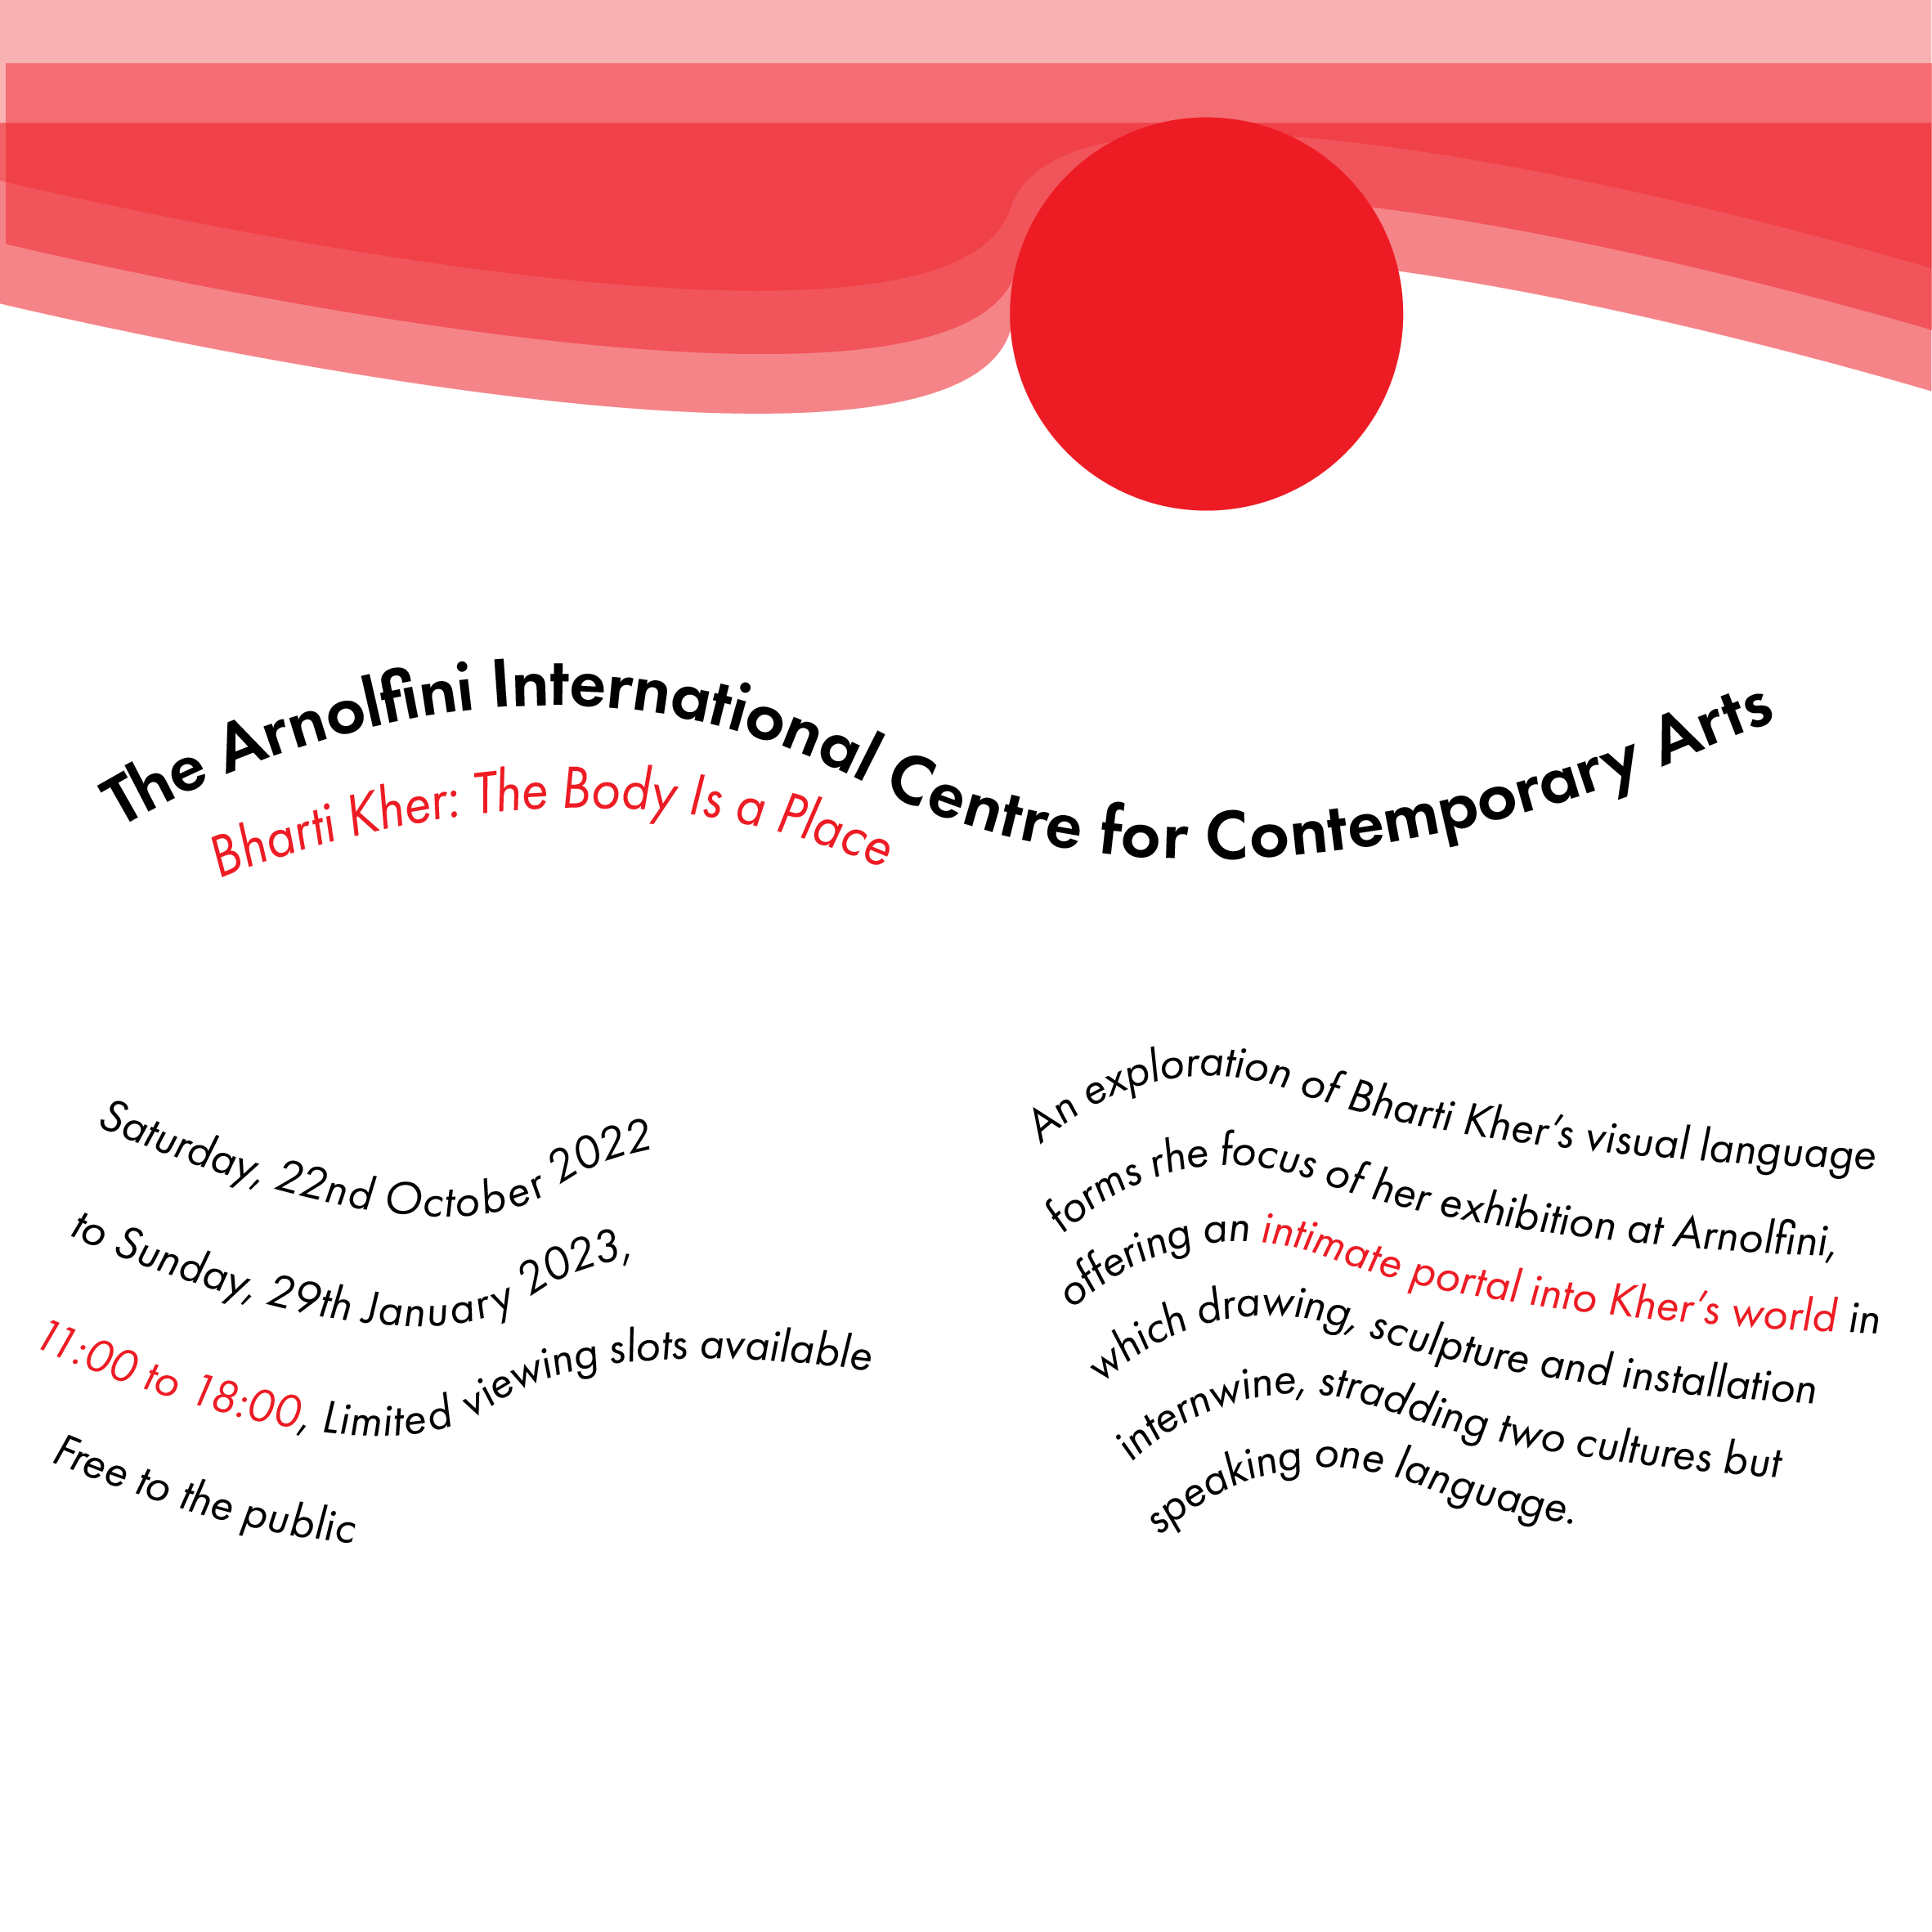 The Arnolfini International Centre for Contemporary Arts
Bharti Kher: The Body Is a Place
Saturday, 22nd October 2022
to Sunday, 29th January 2023,
11:00 to 18:00, Limited viewing slots available
Free to the public
An exploration of Bharti Kher's visual language
forms rhe focus of her exhibition at Arnolfini,
offering an intimate portal into Kher's world in
which drawing, sculpture and installation
internwine, stradding two cultures but
speaking one language.